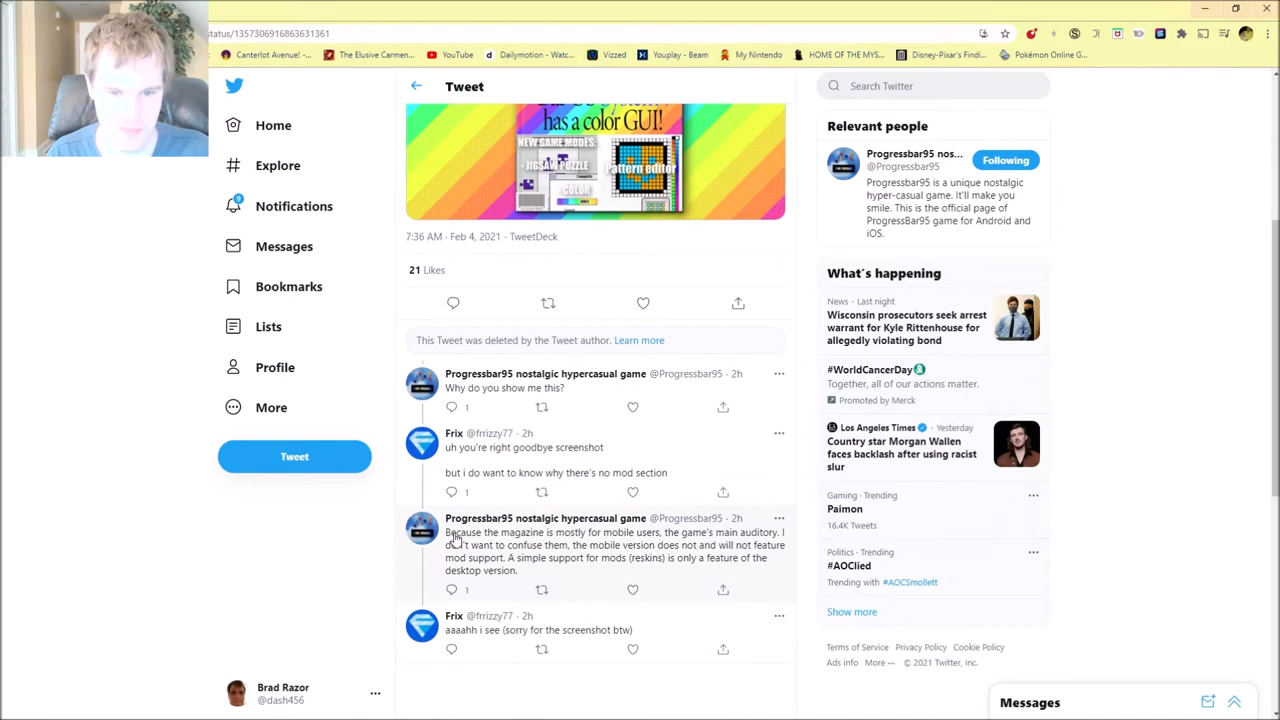 status/1357306916863631361
Canterlot Avenue! -...
The Elusive Carmen...
YouTube
Dailymotion - Watc...
Vizzed
Youplay - Beam
My Nintendo
HOME OF THE MYS...
Disney-Pixar's Findi...
Pokémon Online G...
Home
Explore
Notifications
Messages
Bookmarks
Lists
Profile
More
Tweet
Brad Razor
@dash456
Tweet
has a color GUI!
NEW GAME MODES:
- JIGSAW PUZZLE
COLOR
Pattern editor
7:36 AM · Feb 4, 2021 · TweetDeck
21 Likes
This Tweet was deleted by the Tweet author. Learn more
Progressbar95 nostalgic hypercasual game @Progressbar95 · 2h
Why do you show me this?
1
Frix @frrizzy77 · 2h
uh you're right goodbye screenshot
but i do want to know why there's no mod section
1
Progressbar95 nostalgic hypercasual game @Progressbar95 · 2h
Because the magazine is mostly for mobile users, the game's main auditory. I
don't want to confuse them, the mobile version does not and will not feature
mod support. A simple support for mods (reskins) is only a feature of the
desktop version.
1
Frix @frrizzy77 · 2h
aaaahh i see (sorry for the screenshot btw)
Search Twitter
Relevant people
Progressbar95 nos...
@Progressbar95
Following
Progressbar95 is a unique nostalgic
hyper-casual game. It'll make you
smile. This is the official page of
ProgressBar95 game for Android and
iOS.
What's happening
News · Last night
Wisconsin prosecutors seek arrest
warrant for Kyle Rittenhouse for
allegedly violating bond
#WorldCancerDay
Together, all of our actions matter.
Promoted by Merck
Los Angeles Times · Yesterday
Country star Morgan Wallen
faces backlash after using racist
slur
Gaming · Trending
Paimon
16.4K Tweets
Politics · Trending
#AOClied
Trending with #AOCSmollett
Show more
Terms of Service Privacy Policy Cookie Policy
Ads info More ··· © 2021 Twitter, Inc.
Messages